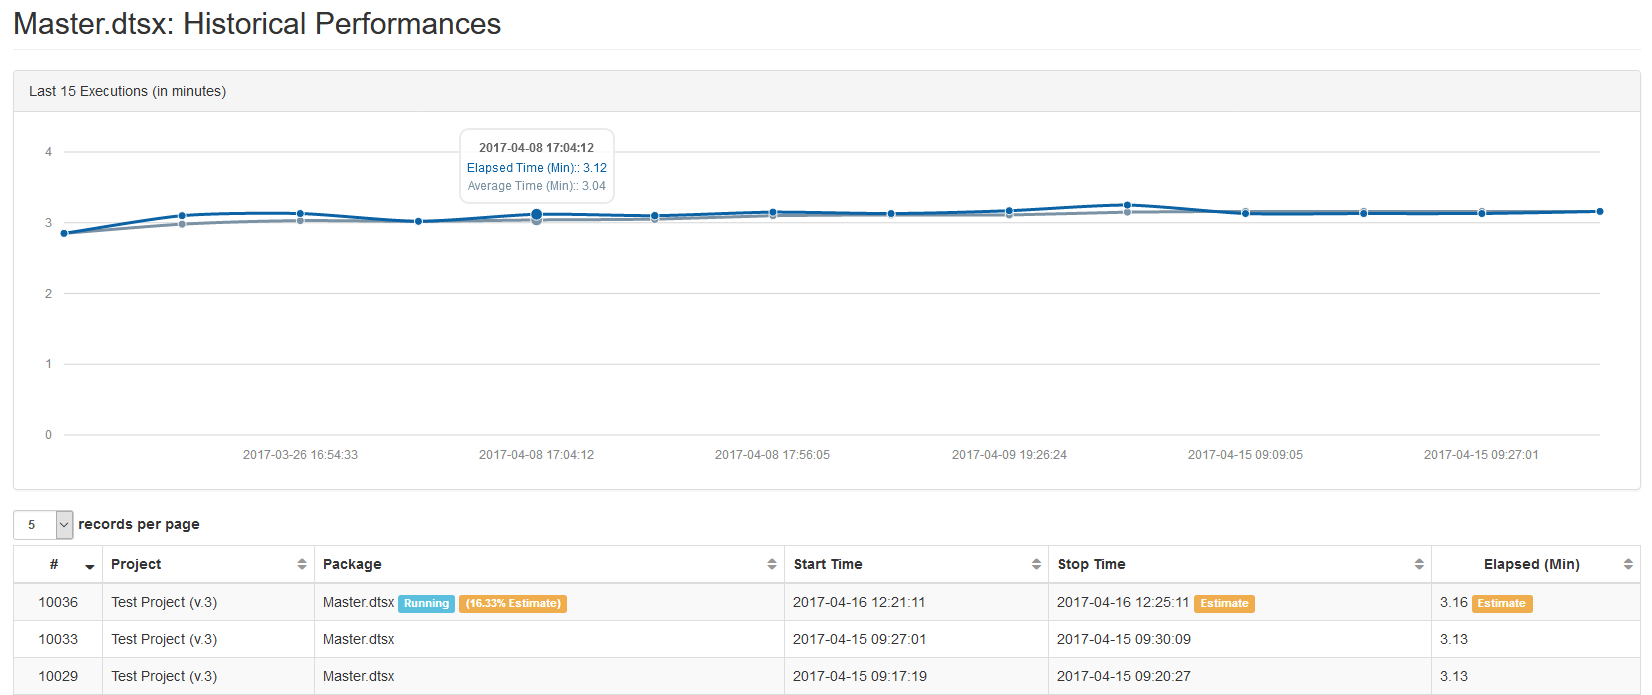 Master.dtsx: Historical Performances
Last 15 Executions (in minutes)
2017-04-08 17:04:12
Elapsed Time (Min):: 3.12
Average Time (Min):: 3.04
4
3
2
1
0
2017-03-26 16:54:33 2017-04-08 17:04:12 2017-04-08 17:56:05 2017-04-09 19:26:24 2017-04-15 09:09:05 2017-04-15 09:27:01
5 records per page
# Project Package Start Time Stop Time Elapsed (Min)
10036 Test Project (v.3) Master.dtsx Running (16.33% Estimate) 2017-04-16 12:21:11 2017-04-16 12:25:11 Estimate 3.16 Estimate
10033 Test Project (v.3) Master.dtsx 2017-04-15 09:27:01 2017-04-15 09:30:09 3.13
10029 Test Project (v.3) Master.dtsx 2017-04-15 09:17:19 2017-04-15 09:20:27 3.13